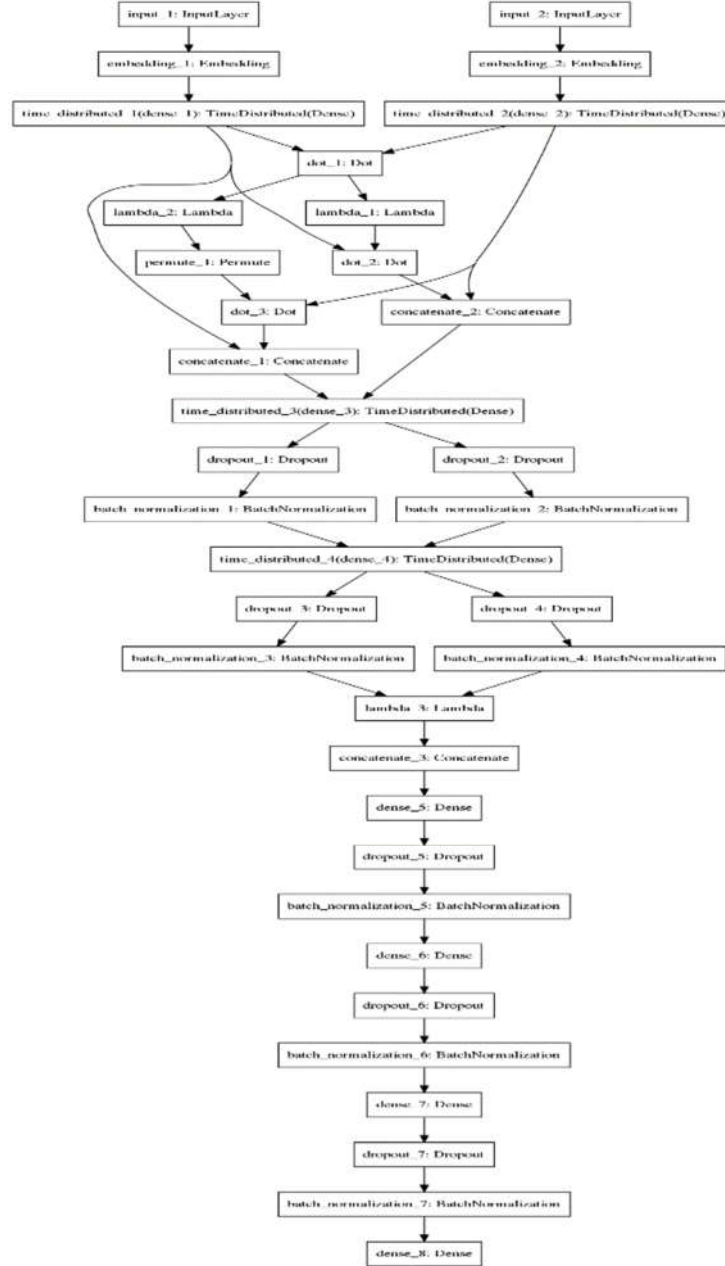 input_1: InputLayer
input_2: InputLayer
embedding_1: Embedding
embedding_2: Embedding
time_distributed_1(dense_1): TimeDistributed(Dense)
time_distributed_2(dense_2): TimeDistributed(Dense)
dot_1: Dot
lambda_2: Lambda
lambda_1: Lambda
permute_1: Permute
dot_2: Dot
dot_3: Dot
concatenate_2: Concatenate
concatenate_1: Concatenate
time_distributed_3(dense_3): TimeDistributed(Dense)
dropout_1: Dropout
dropout_2: Dropout
batch_normalization_1: BatchNormalization
batch_normalization_2: BatchNormalization
time_distributed_4(dense_4): TimeDistributed(Dense)
dropout_3: Dropout
dropout_4: Dropout
batch_normalization_3: BatchNormalization
batch_normalization_4: BatchNormalization
lambda_3: Lambda
concatenate_3: Concatenate
dense_5: Dense
dropout_5: Dropout
batch_normalization_5: BatchNormalization
dense_6: Dense
dropout_6: Dropout
batch_normalization_6: BatchNormalization
dense_7: Dense
dropout_7: Dropout
batch_normalization_7: BatchNormalization
dense_8: Dense